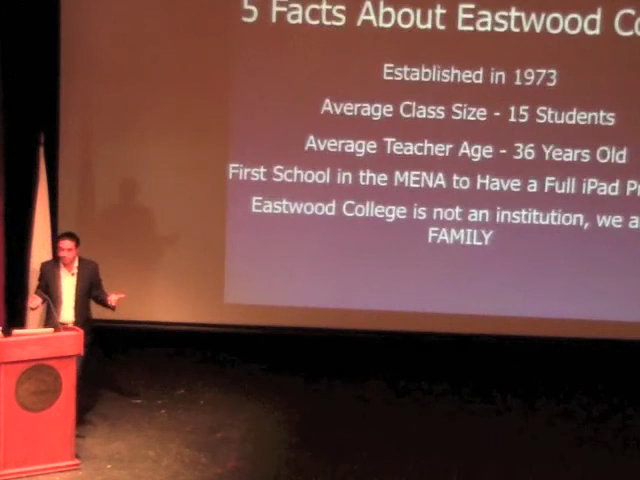 5 Facts About Eastwood
Established in 1973
Average Class Size - 15 Students
Average Teacher Age - 36 Years Old
First School in the MENA to Have a Full iPad
Eastwood College is not an institution, we
FAMILY